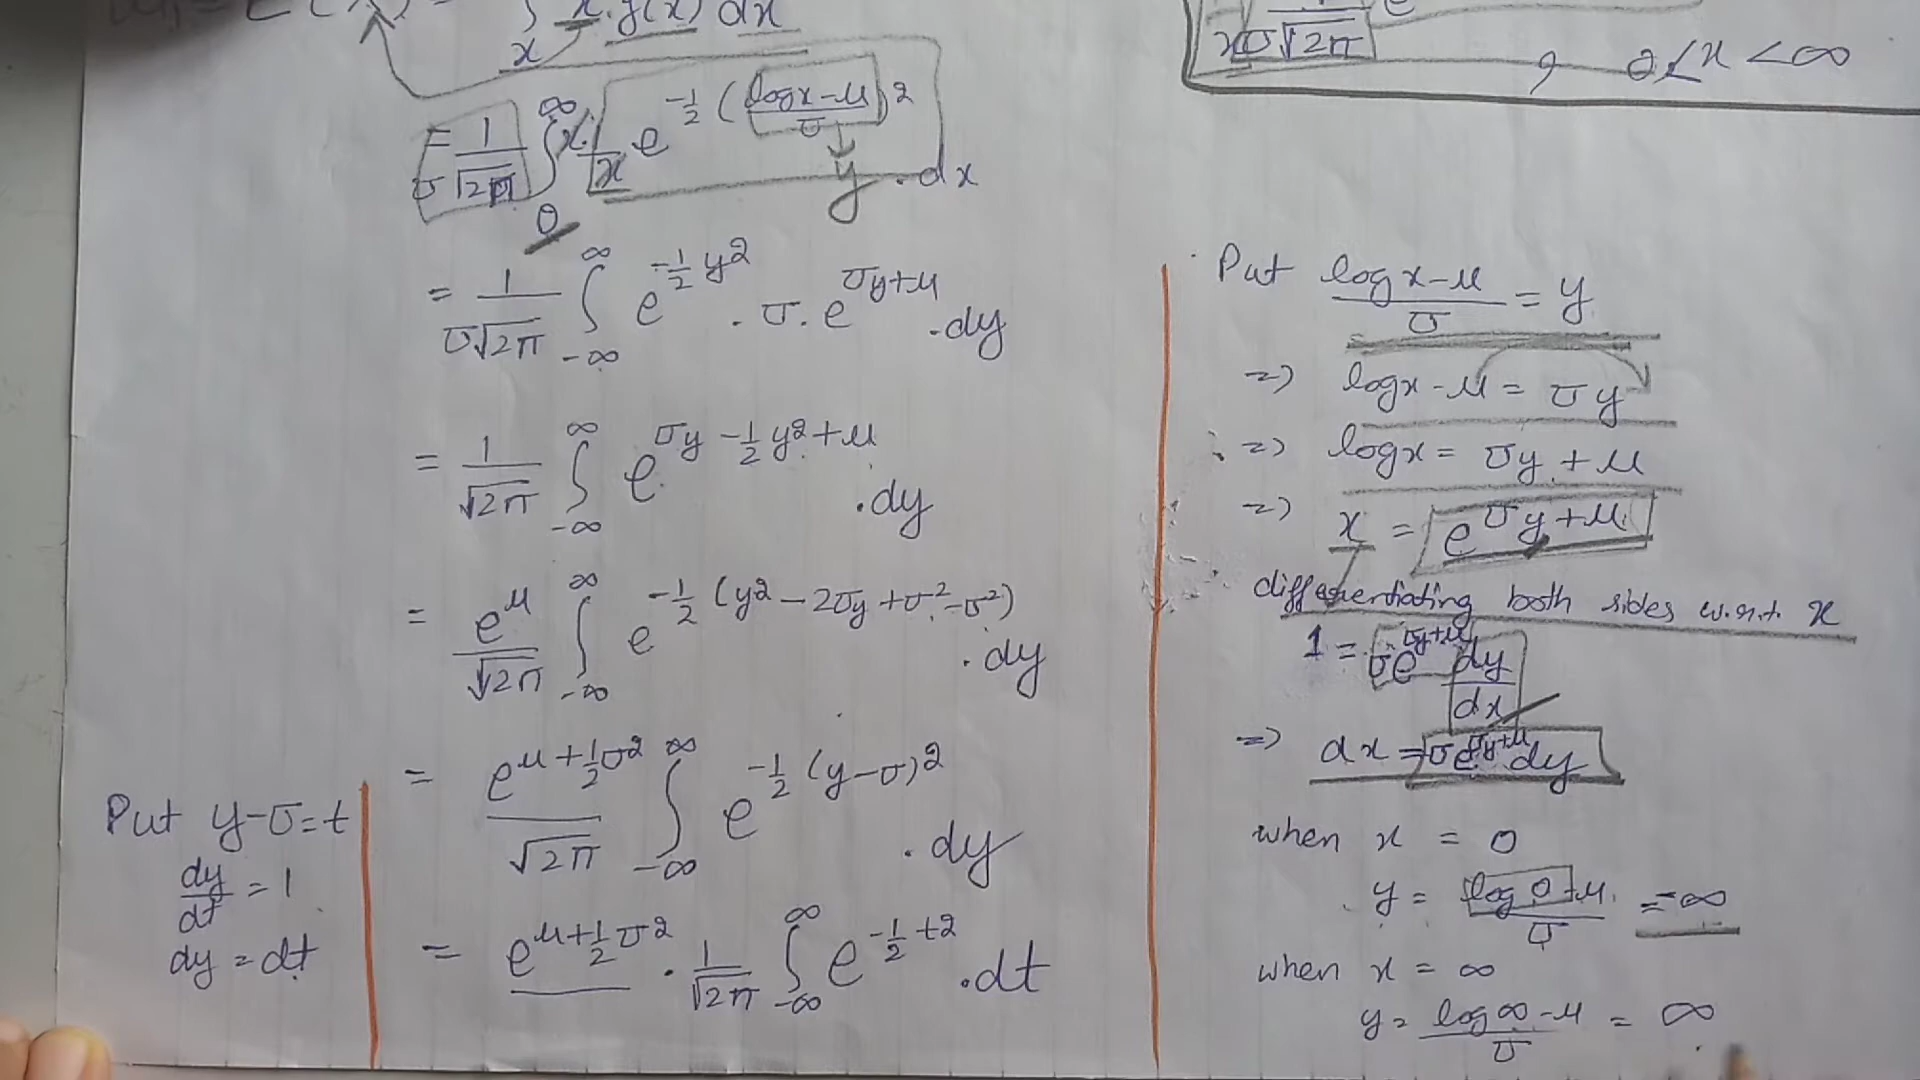 x · f(x) dx
x
1
x σ√2π e
, 0 < x < ∞
= 1/σ√2π ∫₀^∞ x · 1/x e^{-1/2 ((log x - μ)/σ)²} · dx
y
= 1/σ√2π ∫_{-∞}^{∞} e^{-1/2 y²} · σ · e^{σy+μ} · dy
= 1/√2π ∫_{-∞}^{∞} e^{σy - 1/2 y² + μ} · dy
= e^μ/√2π ∫_{-∞}^{∞} e^{-1/2 (y² - 2σy + σ² - σ²)} · dy
= e^{μ + 1/2 σ²}/√2π ∫_{-∞}^{∞} e^{-1/2 (y-σ)²} · dy
= e^{μ + 1/2 σ²} · 1/√2π ∫_{-∞}^{∞} e^{-1/2 t²} · dt
Put y-σ=t
dy/dt = 1
dy = dt
Put (log x - μ)/σ = y
=> log x - μ = σy
=> log x = σy + μ
=> x = e^{σy+μ}
differentiating both sides w.r.t. x
1 = σe^{σy+μ} dy/dx
=> dx = σe^{σy+μ} dy
when x = 0
y = (log 0 - μ)/σ = -∞
when x = ∞
y = (log ∞ - μ)/σ = ∞